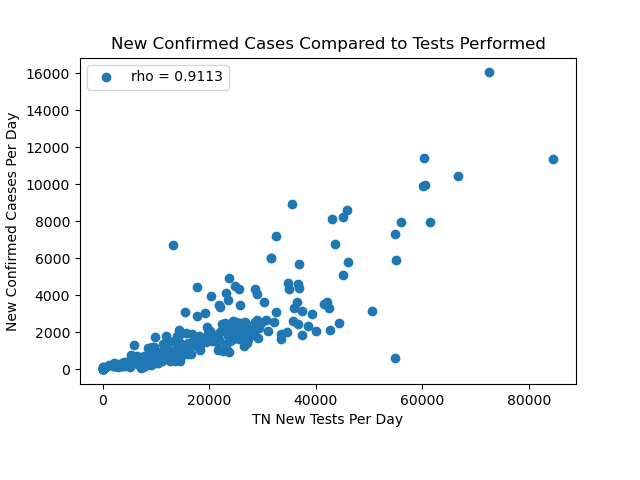 New Confirmed Cases Compared to Tests Performed
rho = 0.9113
New Confirmed Caeses Per Day
16000
14000
12000
10000
8000
6000
4000
2000
0
0 20000 40000 60000 80000
TN New Tests Per Day